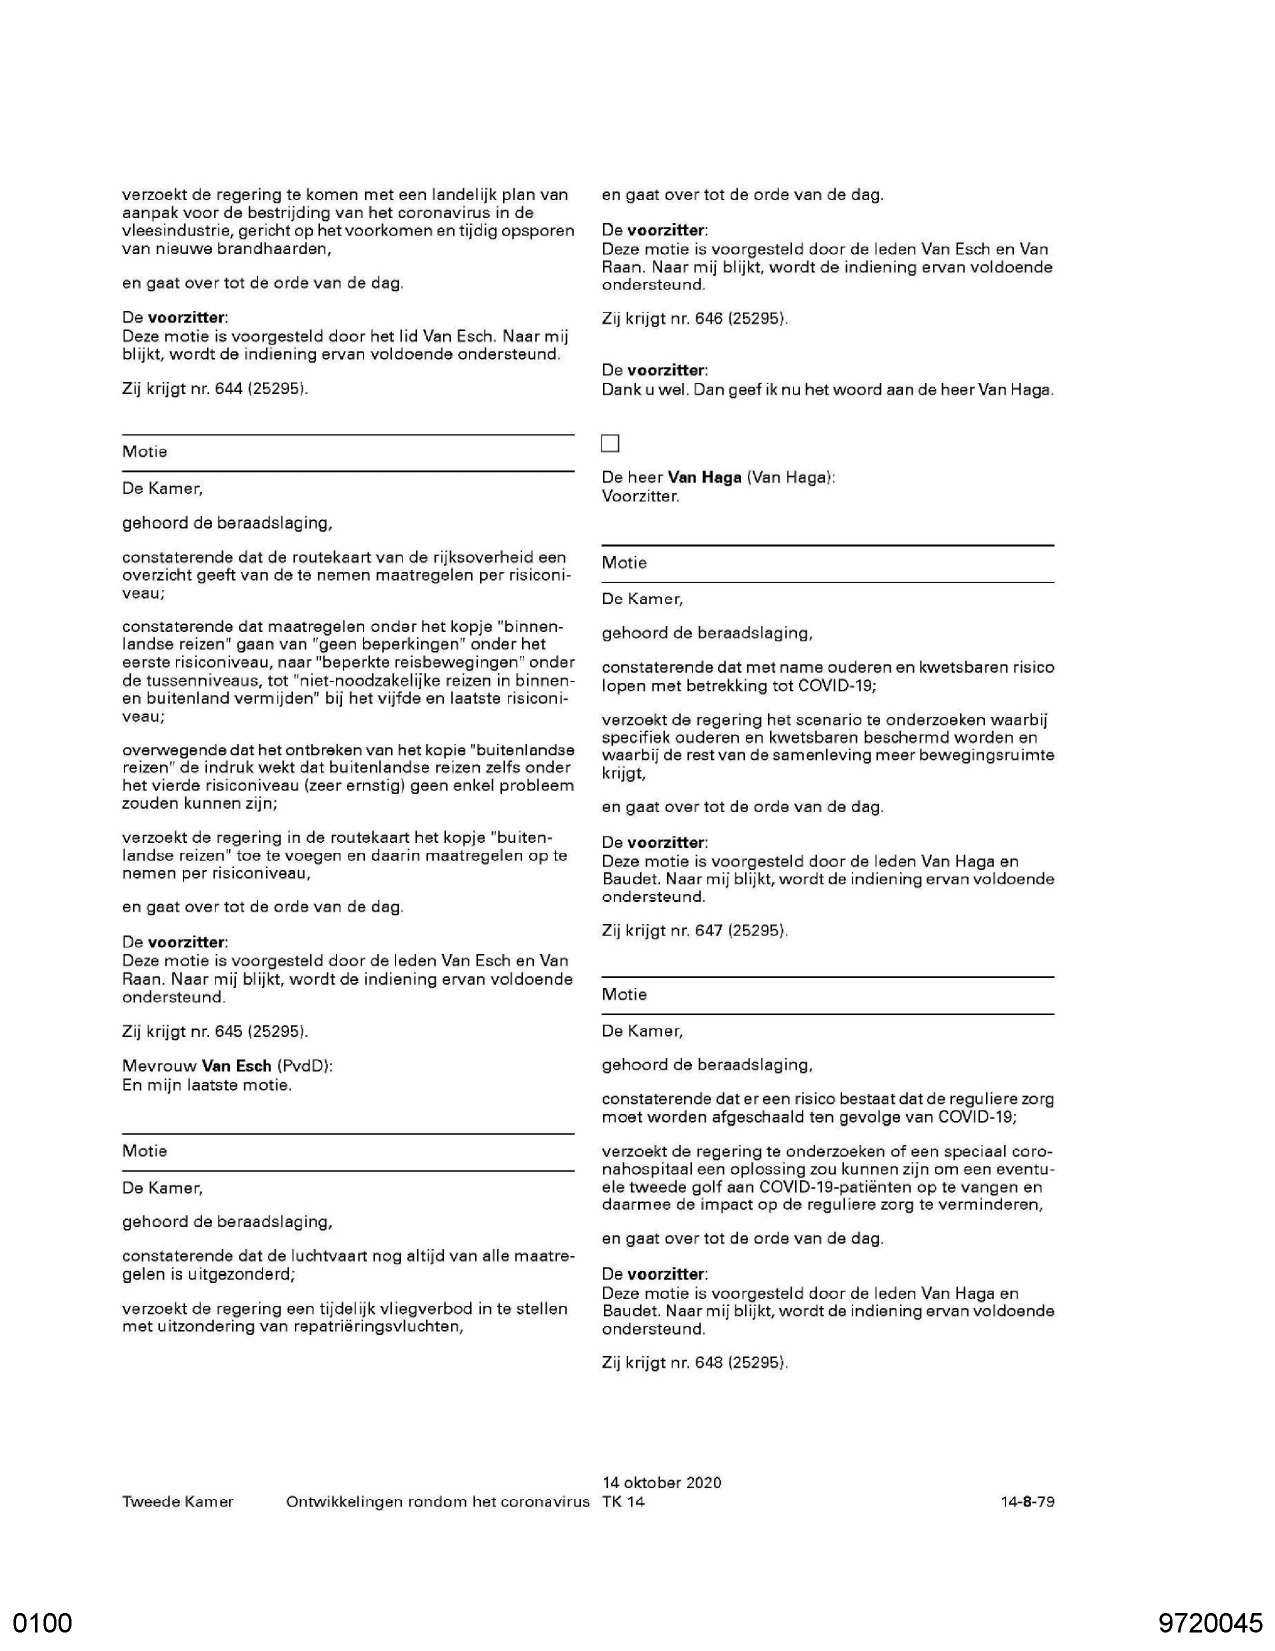 verzoekt de regering te komen met een landelijk plan van
aanpak voor de bestrijding van het coronavirus in de
vleesindustrie, gericht op het voorkomen en tijdig opsporen
van nieuwe brandhaarden,
en gaat over tot de orde van de dag.
De voorzitter:
Deze motie is voorgesteld door het lid Van Esch. Naar mij
blijkt, wordt de indiening ervan voldoende ondersteund.
Zij krijgt nr. 644 (25295).
Motie
De Kamer,
gehoord de beraadslaging,
constaterende dat de routekaart van de rijksoverheid een
overzicht geeft van de te nemen maatregelen per risiconi-
veau;
constaterende dat maatregelen onder het kopje "binnen-
landse reizen" gaan van "geen beperkingen" onder het
eerste risiconiveau, naar "beperkte reisbewegingen" onder
de tussenniveaus, tot "niet-noodzakelijke reizen in binnen-
en buitenland vermijden" bij het vijfde en laatste risiconi-
veau;
overwegende dat het ontbreken van het kopie "buitenlandse
reizen" de indruk wekt dat buitenlandse reizen zelfs onder
het vierde risiconiveau (zeer ernstig) geen enkel probleem
zouden kunnen zijn;
verzoekt de regering in de routekaart het kopje "buiten-
landse reizen" toe te voegen en daarin maatregelen op te
nemen per risiconiveau,
en gaat over tot de orde van de dag.
De voorzitter:
Deze motie is voorgesteld door de leden Van Esch en Van
Raan. Naar mij blijkt, wordt de indiening ervan voldoende
ondersteund.
Zij krijgt nr. 645 (25295).
Mevrouw Van Esch (PvdD):
En mijn laatste motie.
Motie
De Kamer,
gehoord de beraadslaging,
constaterende dat de luchtvaart nog altijd van alle maatre-
gelen is uitgezonderd;
verzoekt de regering een tijdelijk vliegverbod in te stellen
met uitzondering van repatriëringsvluchten,
en gaat over tot de orde van de dag.
De voorzitter:
Deze motie is voorgesteld door de leden Van Esch en Van
Raan. Naar mij blijkt, wordt de indiening ervan voldoende
ondersteund.
Zij krijgt nr. 646 (25295).
De voorzitter:
Dank u wel. Dan geef ik nu het woord aan de heer Van Haga.
De heer Van Haga (Van Haga):
Voorzitter.
Motie
De Kamer,
gehoord de beraadslaging,
constaterende dat met name ouderen en kwetsbaren risico
lopen met betrekking tot COVID-19;
verzoekt de regering het scenario te onderzoeken waarbij
specifiek ouderen en kwetsbaren beschermd worden en
waarbij de rest van de samenleving meer bewegingsruimte
krijgt,
en gaat over tot de orde van de dag.
De voorzitter:
Deze motie is voorgesteld door de leden Van Haga en
Baudet. Naar mij blijkt, wordt de indiening ervan voldoende
ondersteund.
Zij krijgt nr. 647 (25295).
Motie
De Kamer,
gehoord de beraadslaging,
constaterende dat er een risico bestaat dat de reguliere zorg
moet worden afgeschaald ten gevolge van COVID-19;
verzoekt de regering te onderzoeken of een speciaal coro-
nahospitaal een oplossing zou kunnen zijn om een eventu-
ele tweede golf aan COVID-19-patiënten op te vangen en
daarmee de impact op de reguliere zorg te verminderen,
en gaat over tot de orde van de dag.
De voorzitter:
Deze motie is voorgesteld door de leden Van Haga en
Baudet. Naar mij blijkt, wordt de indiening ervan voldoende
ondersteund.
Zij krijgt nr. 648 (25295).
14 oktober 2020
Tweede Kamer Ontwikkelingen rondom het coronavirus TK 14 14-8-79
0100 9720045